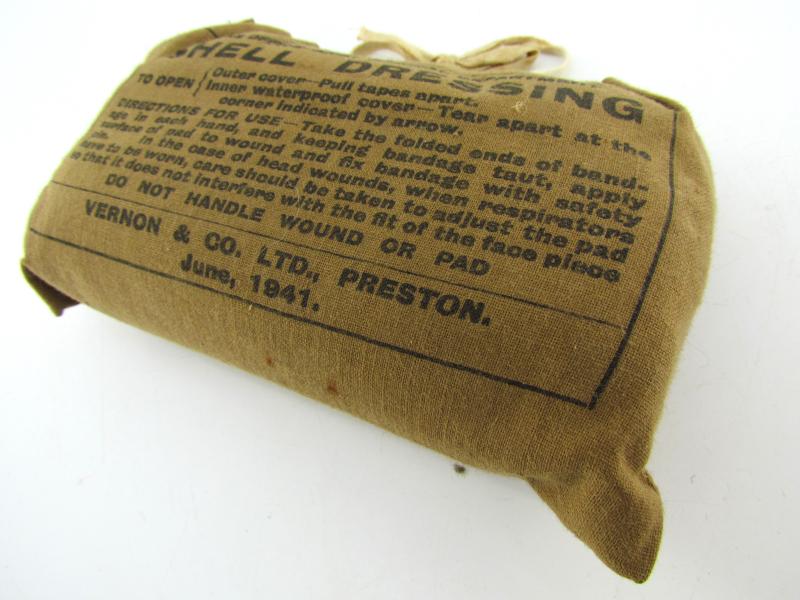 SHELL DRESSING
TO OPEN { Outer cover—Pull tapes apart.
Inner waterproof cover—Tear apart at the
corner indicated by arrow.
DIRECTIONS FOR USE—Take the folded ends of band-
age in each hand, and keeping bandage taut, apply
surface of pad to wound and fix bandage with safety
pin. In the case of head wounds, when respirators
have to be worn, care should be taken to adjust the pad
so that it does not interfere with the fit of the face piece
DO NOT HANDLE WOUND OR PAD
VERNON & CO. LTD., PRESTON.
June, 1941.